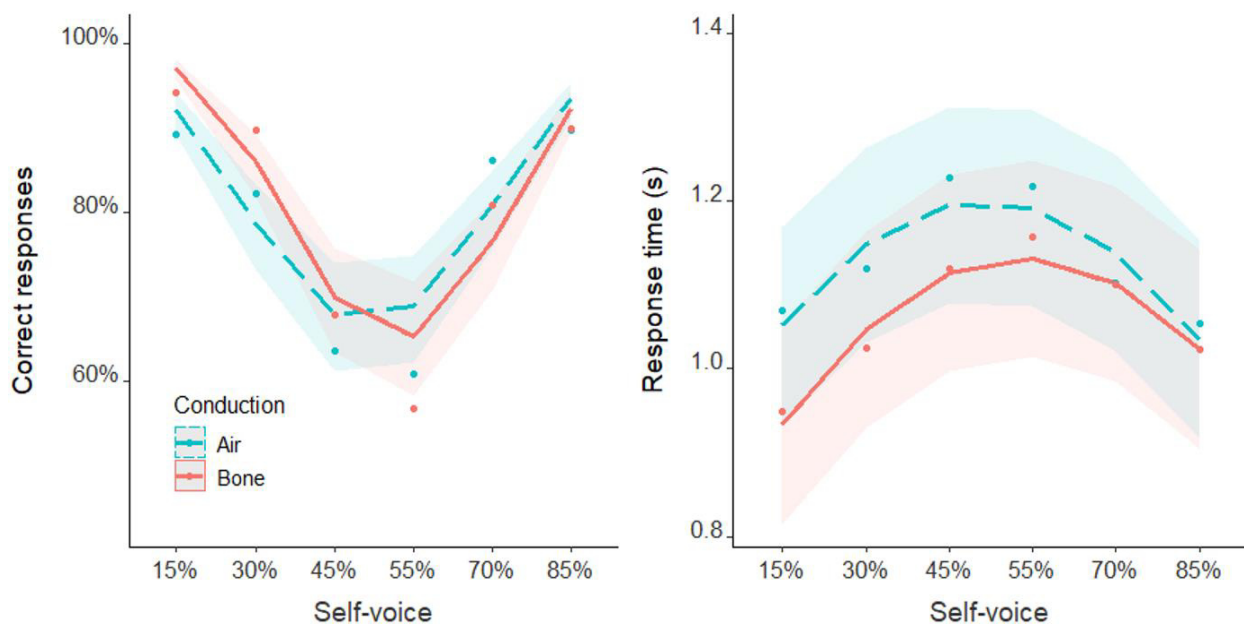 Correct responses
100%
80%
60%
Conduction
Air
Bone
15% 30% 45% 55% 70% 85%
Self-voice
Response time (s)
1.4
1.2
1.0
0.8
15% 30% 45% 55% 70% 85%
Self-voice